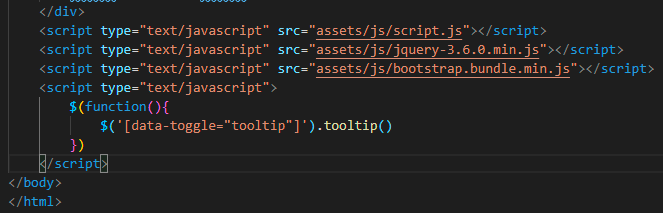 </div>
<script type="text/javascript" src="assets/js/script.js"></script>
<script type="text/javascript" src="assets/js/jquery-3.6.0.min.js"></script>
<script type="text/javascript" src="assets/js/bootstrap.bundle.min.js"></script>
<script type="text/javascript">
$(function(){
$('[data-toggle="tooltip"]').tooltip()
})
</script>
</body>
</html>